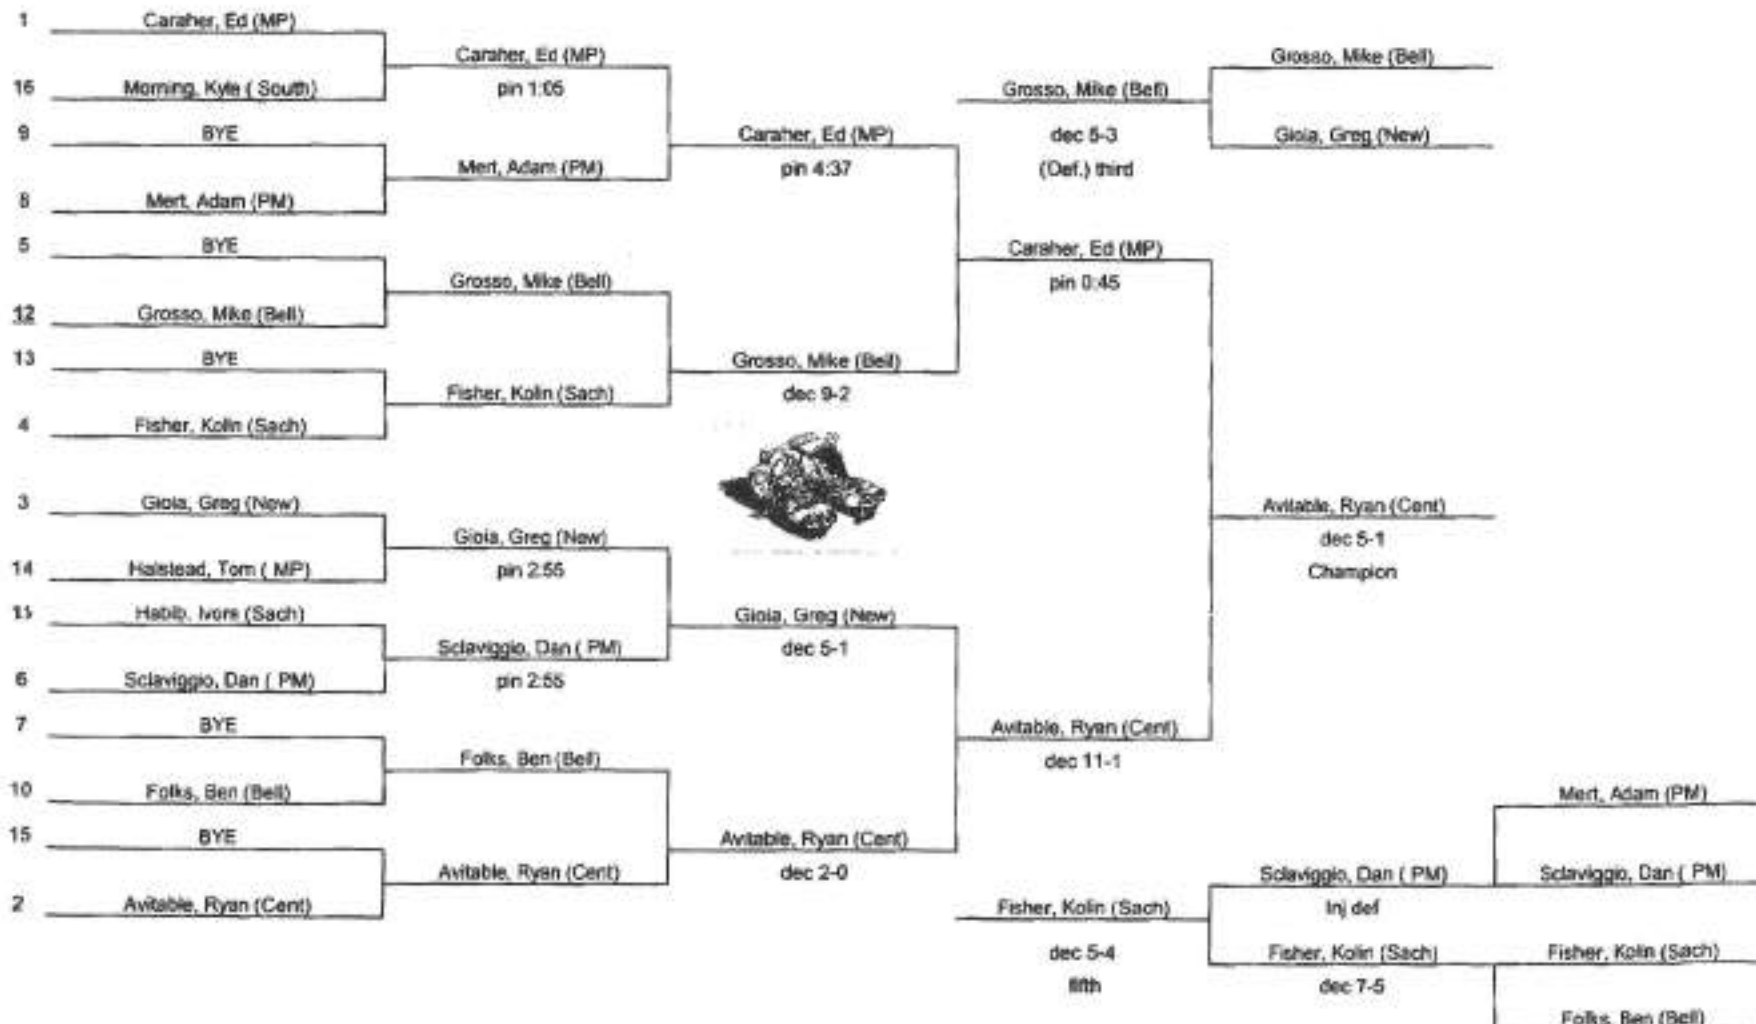 1 Caraher, Ed (MP)
16 Morning, Kyle ( South)
9 BYE
8 Mert, Adam (PM)
5 BYE
12 Grosso, Mike (Bell)
13 BYE
4 Fisher, Kolin (Sach)
3 Gioia, Greg (New)
14 Halstead, Tom ( MP)
11 Habib, Ivore (Sach)
6 Sclaviggio, Dan ( PM)
7 BYE
10 Folks, Ben (Bell)
15 BYE
2 Avitable, Ryan (Cent)
Caraher, Ed (MP)
pin 1:05
Mert, Adam (PM)
Grosso, Mike (Bell)
Fisher, Kolin (Sach)
Gioia, Greg (New)
pin 2:55
Sclaviggio, Dan ( PM)
pin 2:55
Folks, Ben (Bell)
Avitable, Ryan (Cent)
Caraher, Ed (MP)
pin 4:37
Grosso, Mike (Bell)
dec 9-2
Gioia, Greg (New)
dec 5-1
Avitable, Ryan (Cent)
dec 2-0
Caraher, Ed (MP)
pin 0:45
Avitable, Ryan (Cent)
dec 11-1
Avitable, Ryan (Cent)
dec 5-1
Champion
Grosso, Mike (Bell)
Gioia, Greg (New)
Grosso, Mike (Bell)
dec 5-3
(Def.) third
Mert, Adam (PM)
Sclaviggio, Dan ( PM)
Fisher, Kolin (Sach)
Folks, Ben (Bell)
Sclaviggio, Dan ( PM)
Inj def
Fisher, Kolin (Sach)
dec 7-5
Fisher, Kolin (Sach)
dec 5-4
fifth